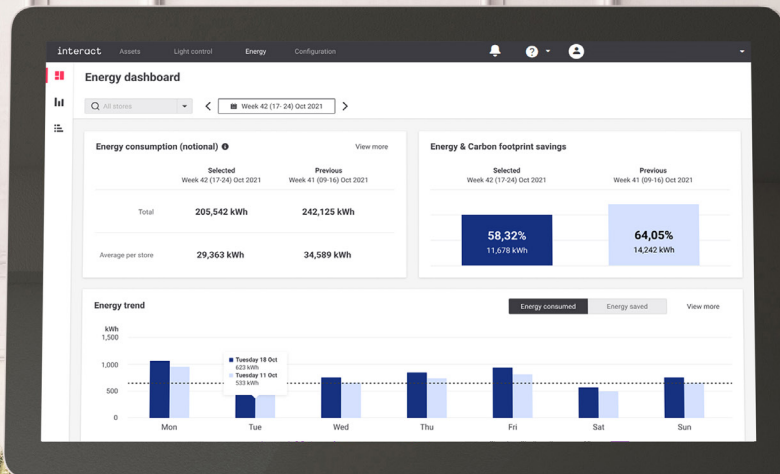 interact Assets Light control Energy Configuration
Energy dashboard
All stores Week 42 (17- 24) Oct 2021
Energy consumption (notional) View more
Selected Previous
Week 42 (17-24) Oct 2021 Week 41 (09-16) Oct 2021
Total 205,542 kWh 242,125 kWh
Average per store 29,363 kWh 34,589 kWh
Energy & Carbon footprint savings
Selected Previous
Week 42 (17-24) Oct 2021 Week 41 (09-16) Oct 2021
58,32% 64,05%
11,678 kWh 14,242 kWh
Energy trend Energy consumed Energy saved View more
kWh
1,500
1,000
500
0
Tuesday 18 Oct
623 kWh
Tuesday 11 Oct
533 kWh
Mon Tue Wed Thu Fri Sat Sun